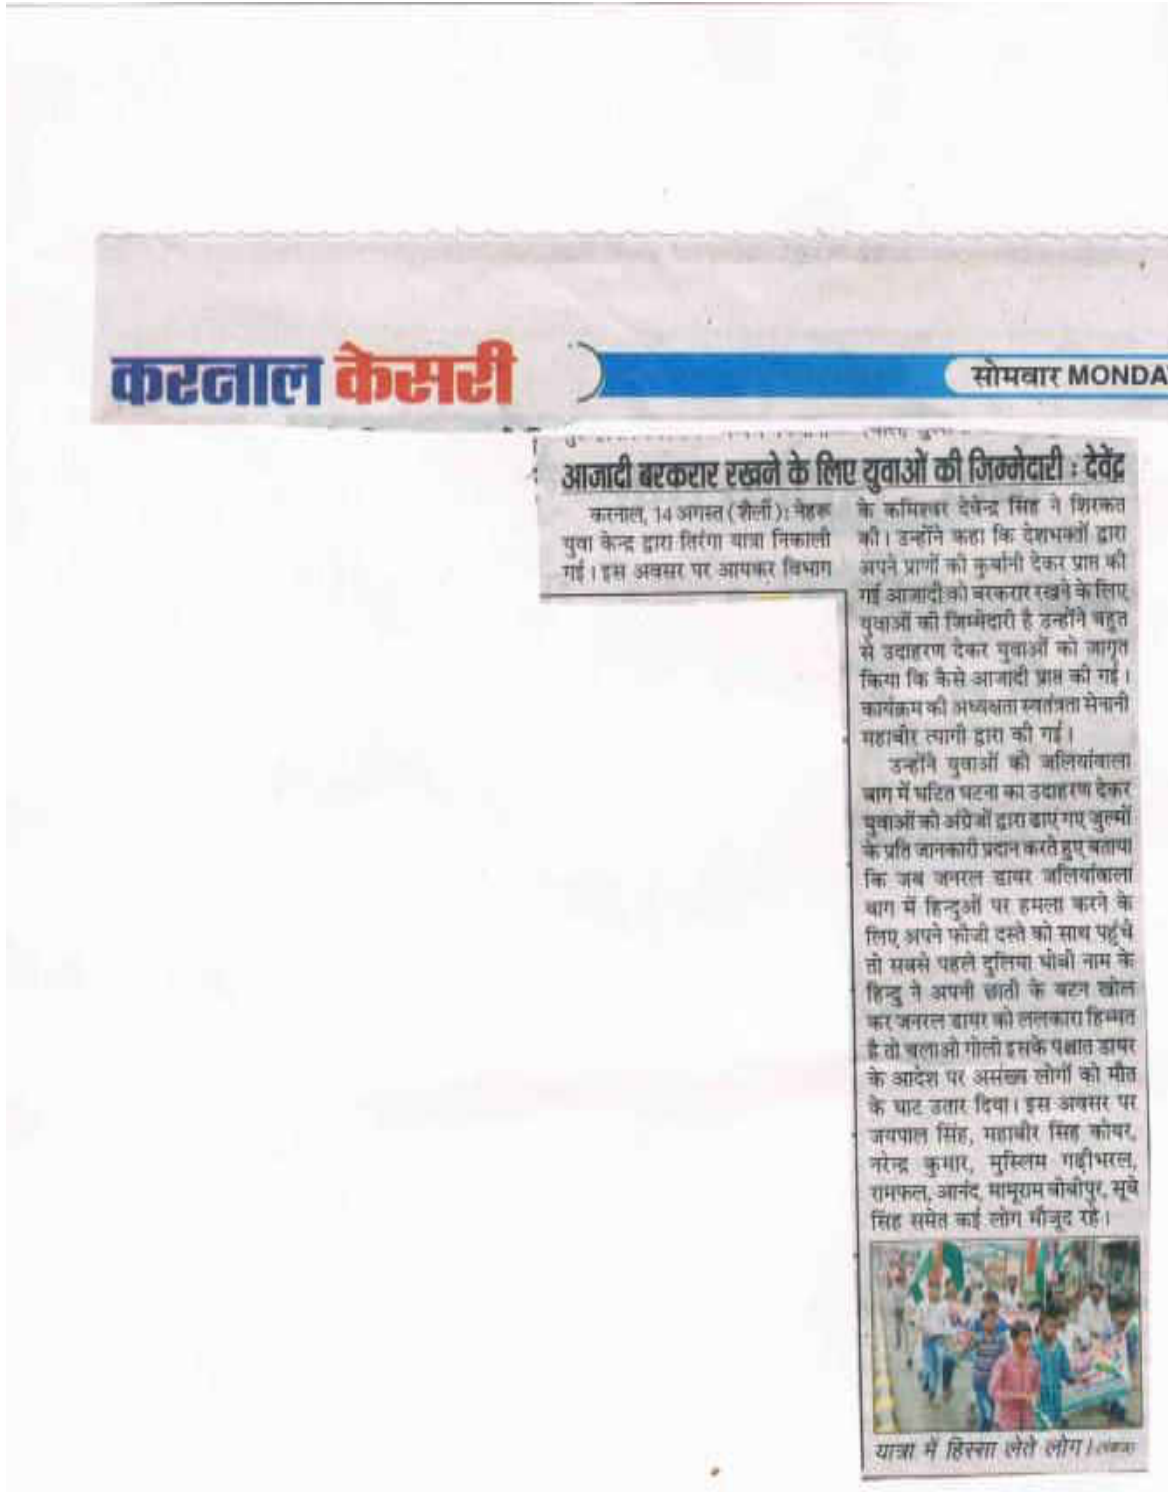 करनाल केसरी
सोमवार MONDA
आजादी बरकरार रखने के लिए युवाओं की जिम्मेदारी : देवेंद्र
करनाल, 14 अगस्त (शैली): नेहरू
युवा केन्द्र द्वारा तिरंगा यात्रा निकाली
गई। इस अवसर पर आयकर विभाग
के कमिश्नर देवेन्द्र सिंह ने शिरकत
की। उन्होंने कहा कि देशभक्तों द्वारा
अपने प्राणों की कुर्बानी देकर प्राप्त की
गई आजादी को बरकरार रखने के लिए
युवाओं की जिम्मेदारी है उन्होंने बहुत
से उदाहरण देकर युवाओं को जागृत
किया कि कैसे आजादी प्राप्त की गई।
कार्यक्रम की अध्यक्षता स्वतंत्रता सेनानी
महाबीर त्यागी द्वारा की गई।
उन्होंने युवाओं को जलियांवाला
बाग में घटित घटना का उदाहरण देकर
युवाओं को अंग्रेजों द्वारा ढाए गए जुल्मों
के प्रति जानकारी प्रदान करते हुए बताया
कि जब जनरल डायर जलियांवाला
बाग में हिन्दुओं पर हमला करने के
लिए अपने फौजी दस्ते को साथ पहुंचे
तो सबसे पहले दुलिया धोबी नाम के
हिन्दु ने अपनी छाती के बटन खोल
कर जनरल डायर को ललकारा हिम्मत
है तो चलाओ गोली इसके पश्चात डायर
के आदेश पर असंख्य लोगों को मौत
के घाट उतार दिया। इस अवसर पर
जयपाल सिंह, महाबीर सिंह कोयर,
नरेन्द्र कुमार, मुस्लिम गढ़ीभरल,
रामफल, आनंद, मामूराम बीबीपुर, सूबे
सिंह समेत कई लोग मौजूद रहे।
यात्रा में हिस्सा लेते लोग।